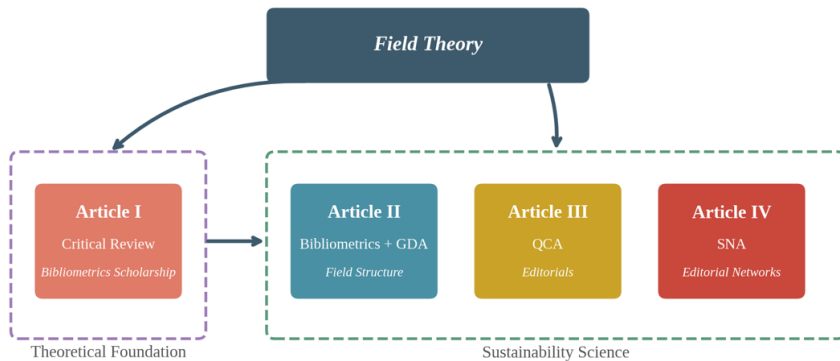 Field Theory
Article I
Critical Review
Bibliometrics Scholarship
Article II
Bibliometrics + GDA
Field Structure
Article III
QCA
Editorials
Article IV
SNA
Editorial Networks
Theoretical Foundation
Sustainability Science